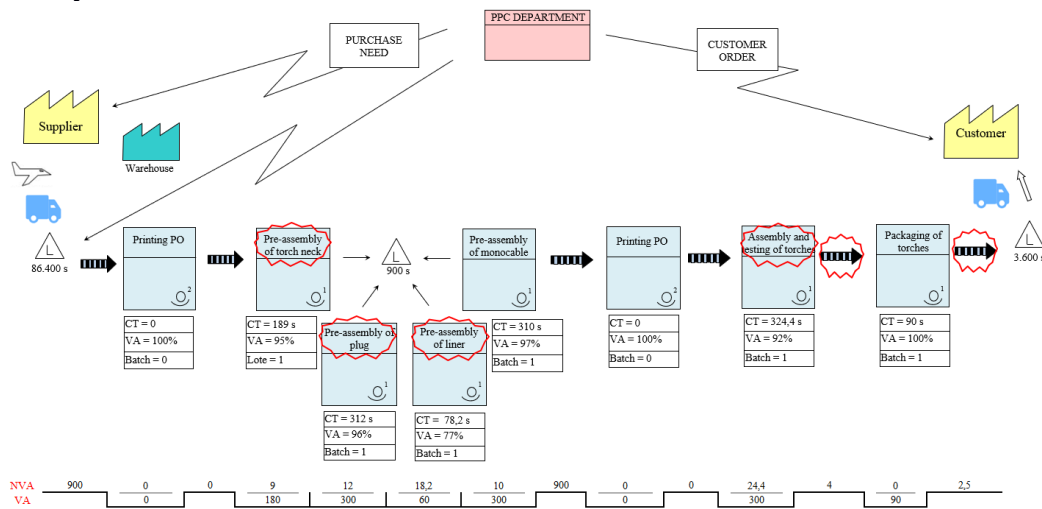 PPC DEPARTMENT
PURCHASE
NEED
CUSTOMER
ORDER
Supplier
Warehouse
Customer
L
86.400 s
Printing PO
2
CT = 0
VA = 100%
Batch = 0
Pre-assembly
of torch neck
1
CT = 189 s
VA = 95%
Lote = 1
L
900 s
Pre-assembly of
plug
1
CT = 312 s
VA = 96%
Batch = 1
Pre-assembly
of liner
1
CT = 78,2 s
VA = 77%
Batch = 1
Pre-assembly
of monocable
1
CT = 310 s
VA = 97%
Batch = 1
Printing PO
2
CT = 0
VA = 100%
Batch = 0
Assembly and
testing of torches
1
CT = 324,4 s
VA = 92%
Batch = 1
Packaging of
torches
1
CT = 90 s
VA = 100%
Batch = 1
L
3.600 s
NVA 900 0 0 9 12 18,2 10 900 0 0 24,4 4 0 2,5
VA 0 180 300 60 300 0 300 90